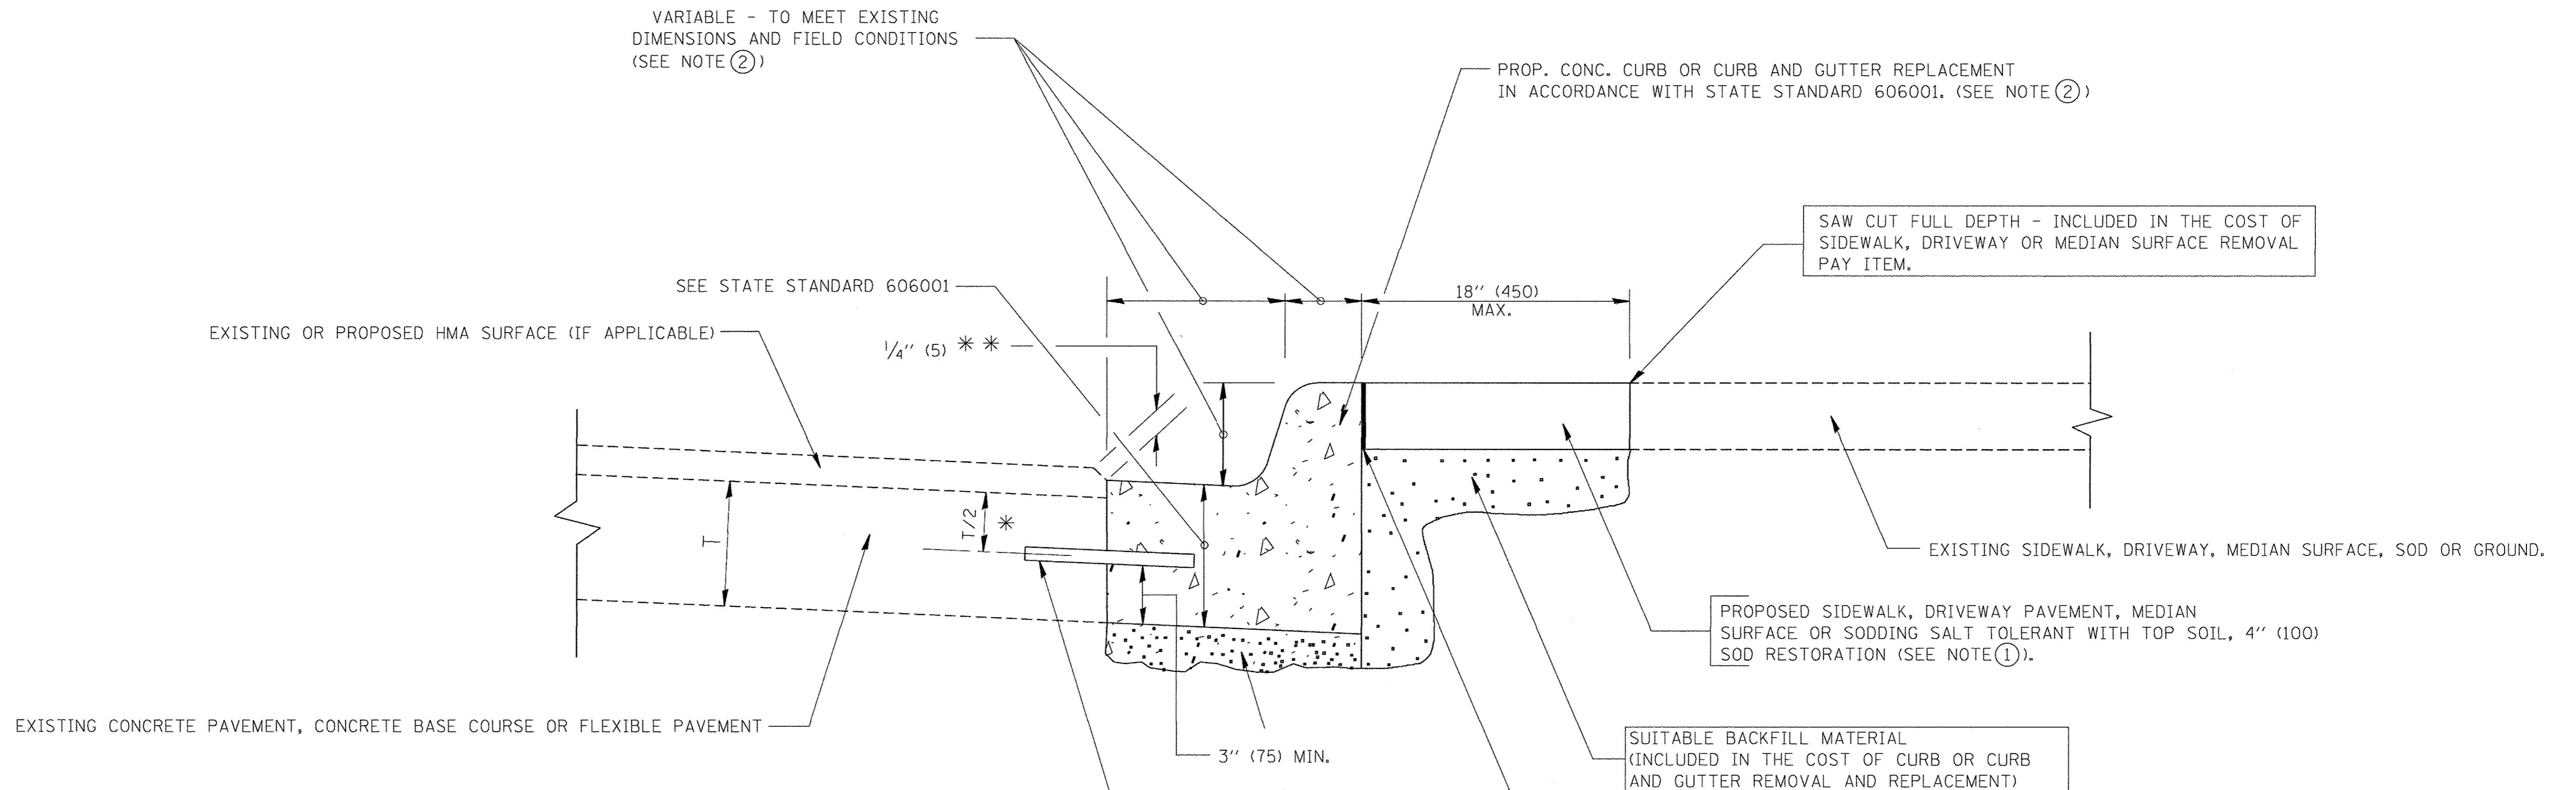 VARIABLE - TO MEET EXISTING
DIMENSIONS AND FIELD CONDITIONS
(SEE NOTE 2)
PROP. CONC. CURB OR CURB AND GUTTER REPLACEMENT
IN ACCORDANCE WITH STATE STANDARD 606001. (SEE NOTE 2)
SAW CUT FULL DEPTH - INCLUDED IN THE COST OF
SIDEWALK, DRIVEWAY OR MEDIAN SURFACE REMOVAL
PAY ITEM.
SEE STATE STANDARD 606001
18" (450)
MAX.
EXISTING OR PROPOSED HMA SURFACE (IF APPLICABLE)
1/4" (5) **
T
T/2 *
EXISTING SIDEWALK, DRIVEWAY, MEDIAN SURFACE, SOD OR GROUND.
PROPOSED SIDEWALK, DRIVEWAY PAVEMENT, MEDIAN
SURFACE OR SODDING SALT TOLERANT WITH TOP SOIL, 4" (100)
SOD RESTORATION (SEE NOTE 1).
EXISTING CONCRETE PAVEMENT, CONCRETE BASE COURSE OR FLEXIBLE PAVEMENT
3" (75) MIN.
SUITABLE BACKFILL MATERIAL
(INCLUDED IN THE COST OF CURB OR CURB
AND GUTTER REMOVAL AND REPLACEMENT)